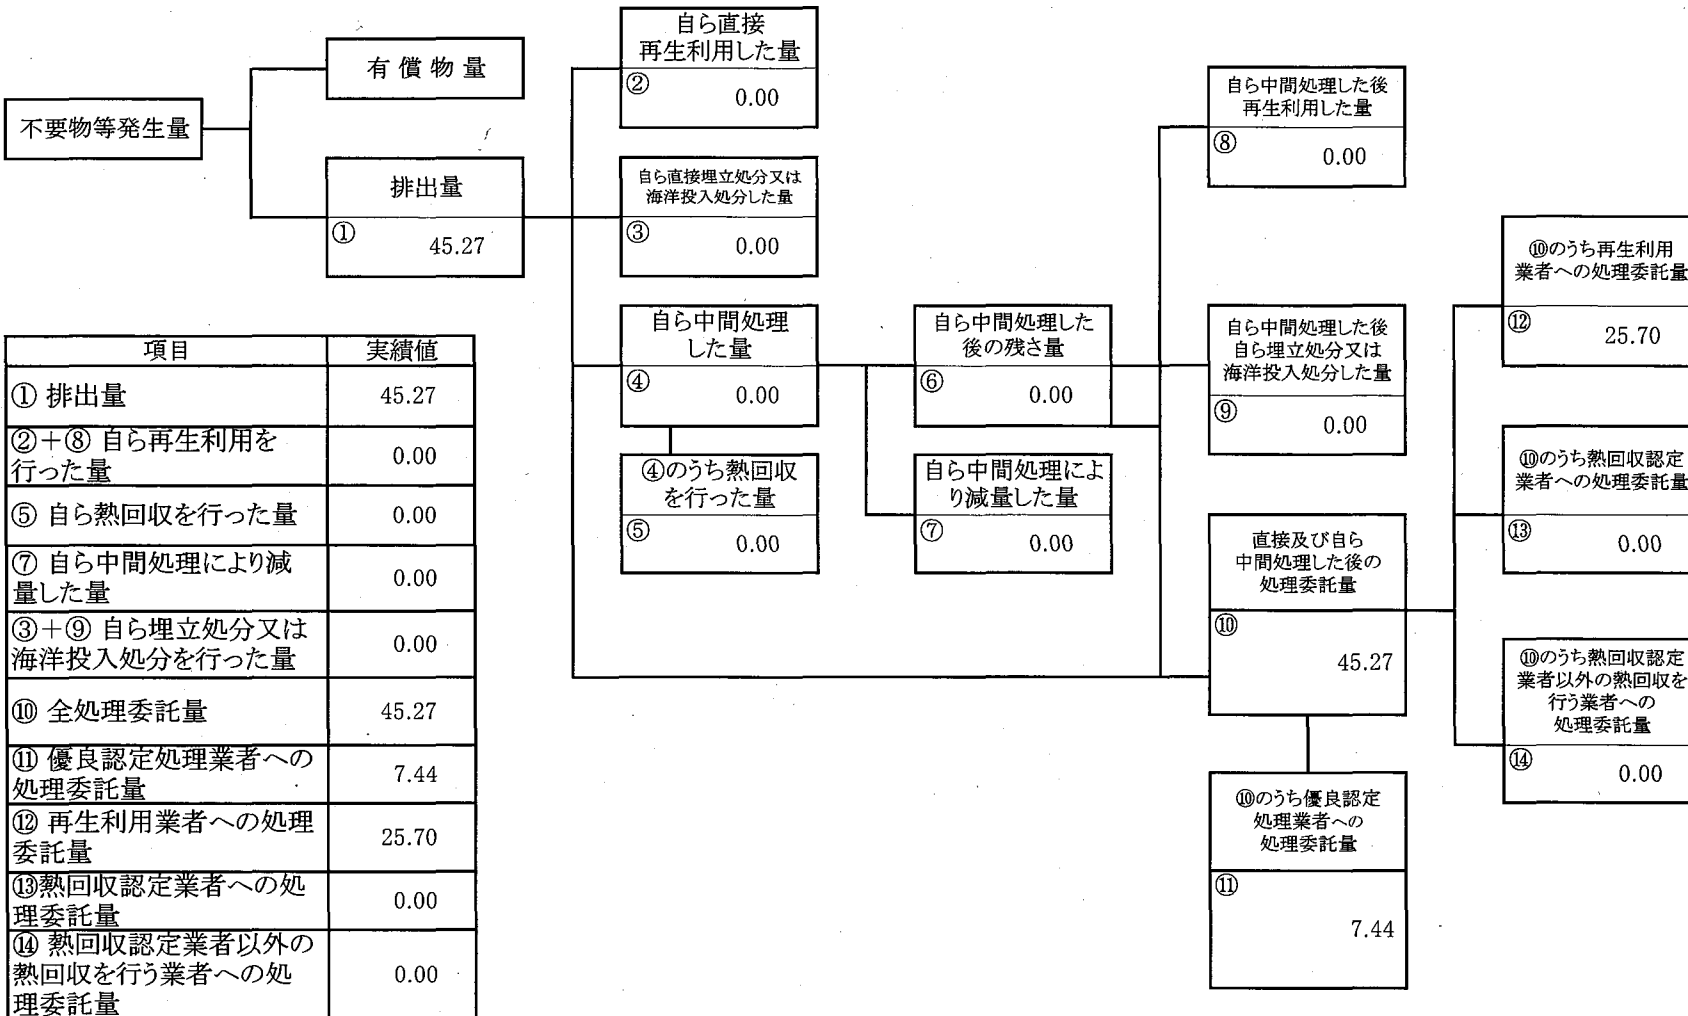 不要物等発生量
有償物量
排出量
①
45.27
自ら直接
再生利用した量
②
0.00
自ら直接埋立処分又は
海洋投入処分した量
③
0.00
自ら中間処理
した量
④
0.00
④のうち熱回収
を行った量
⑤
0.00
自ら中間処理した
後の残さ量
⑥
0.00
自ら中間処理によ
り減量した量
⑦
0.00
自ら中間処理した後
再生利用した量
⑧
0.00
自ら中間処理した後
自ら埋立処分又は
海洋投入処分した量
⑨
0.00
直接及び自ら
中間処理した後の
処理委託量
⑩
45.27
⑩のうち優良認定
処理業者への
処理委託量
⑪
7.44
⑩のうち再生利用
業者への処理委託量
⑫
25.70
⑩のうち熱回収認定
業者への処理委託量
⑬
0.00
⑩のうち熱回収認定
業者以外の熱回収を
行う業者への
処理委託量
⑭
0.00
項目 実績値
① 排出量 45.27
②+⑧ 自ら再生利用を
行った量 0.00
⑤ 自ら熱回収を行った量 0.00
⑦ 自ら中間処理により減
量した量 0.00
③+⑨ 自ら埋立処分又は
海洋投入処分を行った量 0.00
⑩ 全処理委託量 45.27
⑪ 優良認定処理業者への
処理委託量 7.44
⑫ 再生利用業者への処理
委託量 25.70
⑬熱回収認定業者への処
理委託量 0.00
⑭ 熱回収認定業者以外の
熱回収を行う業者への処
理委託量 0.00